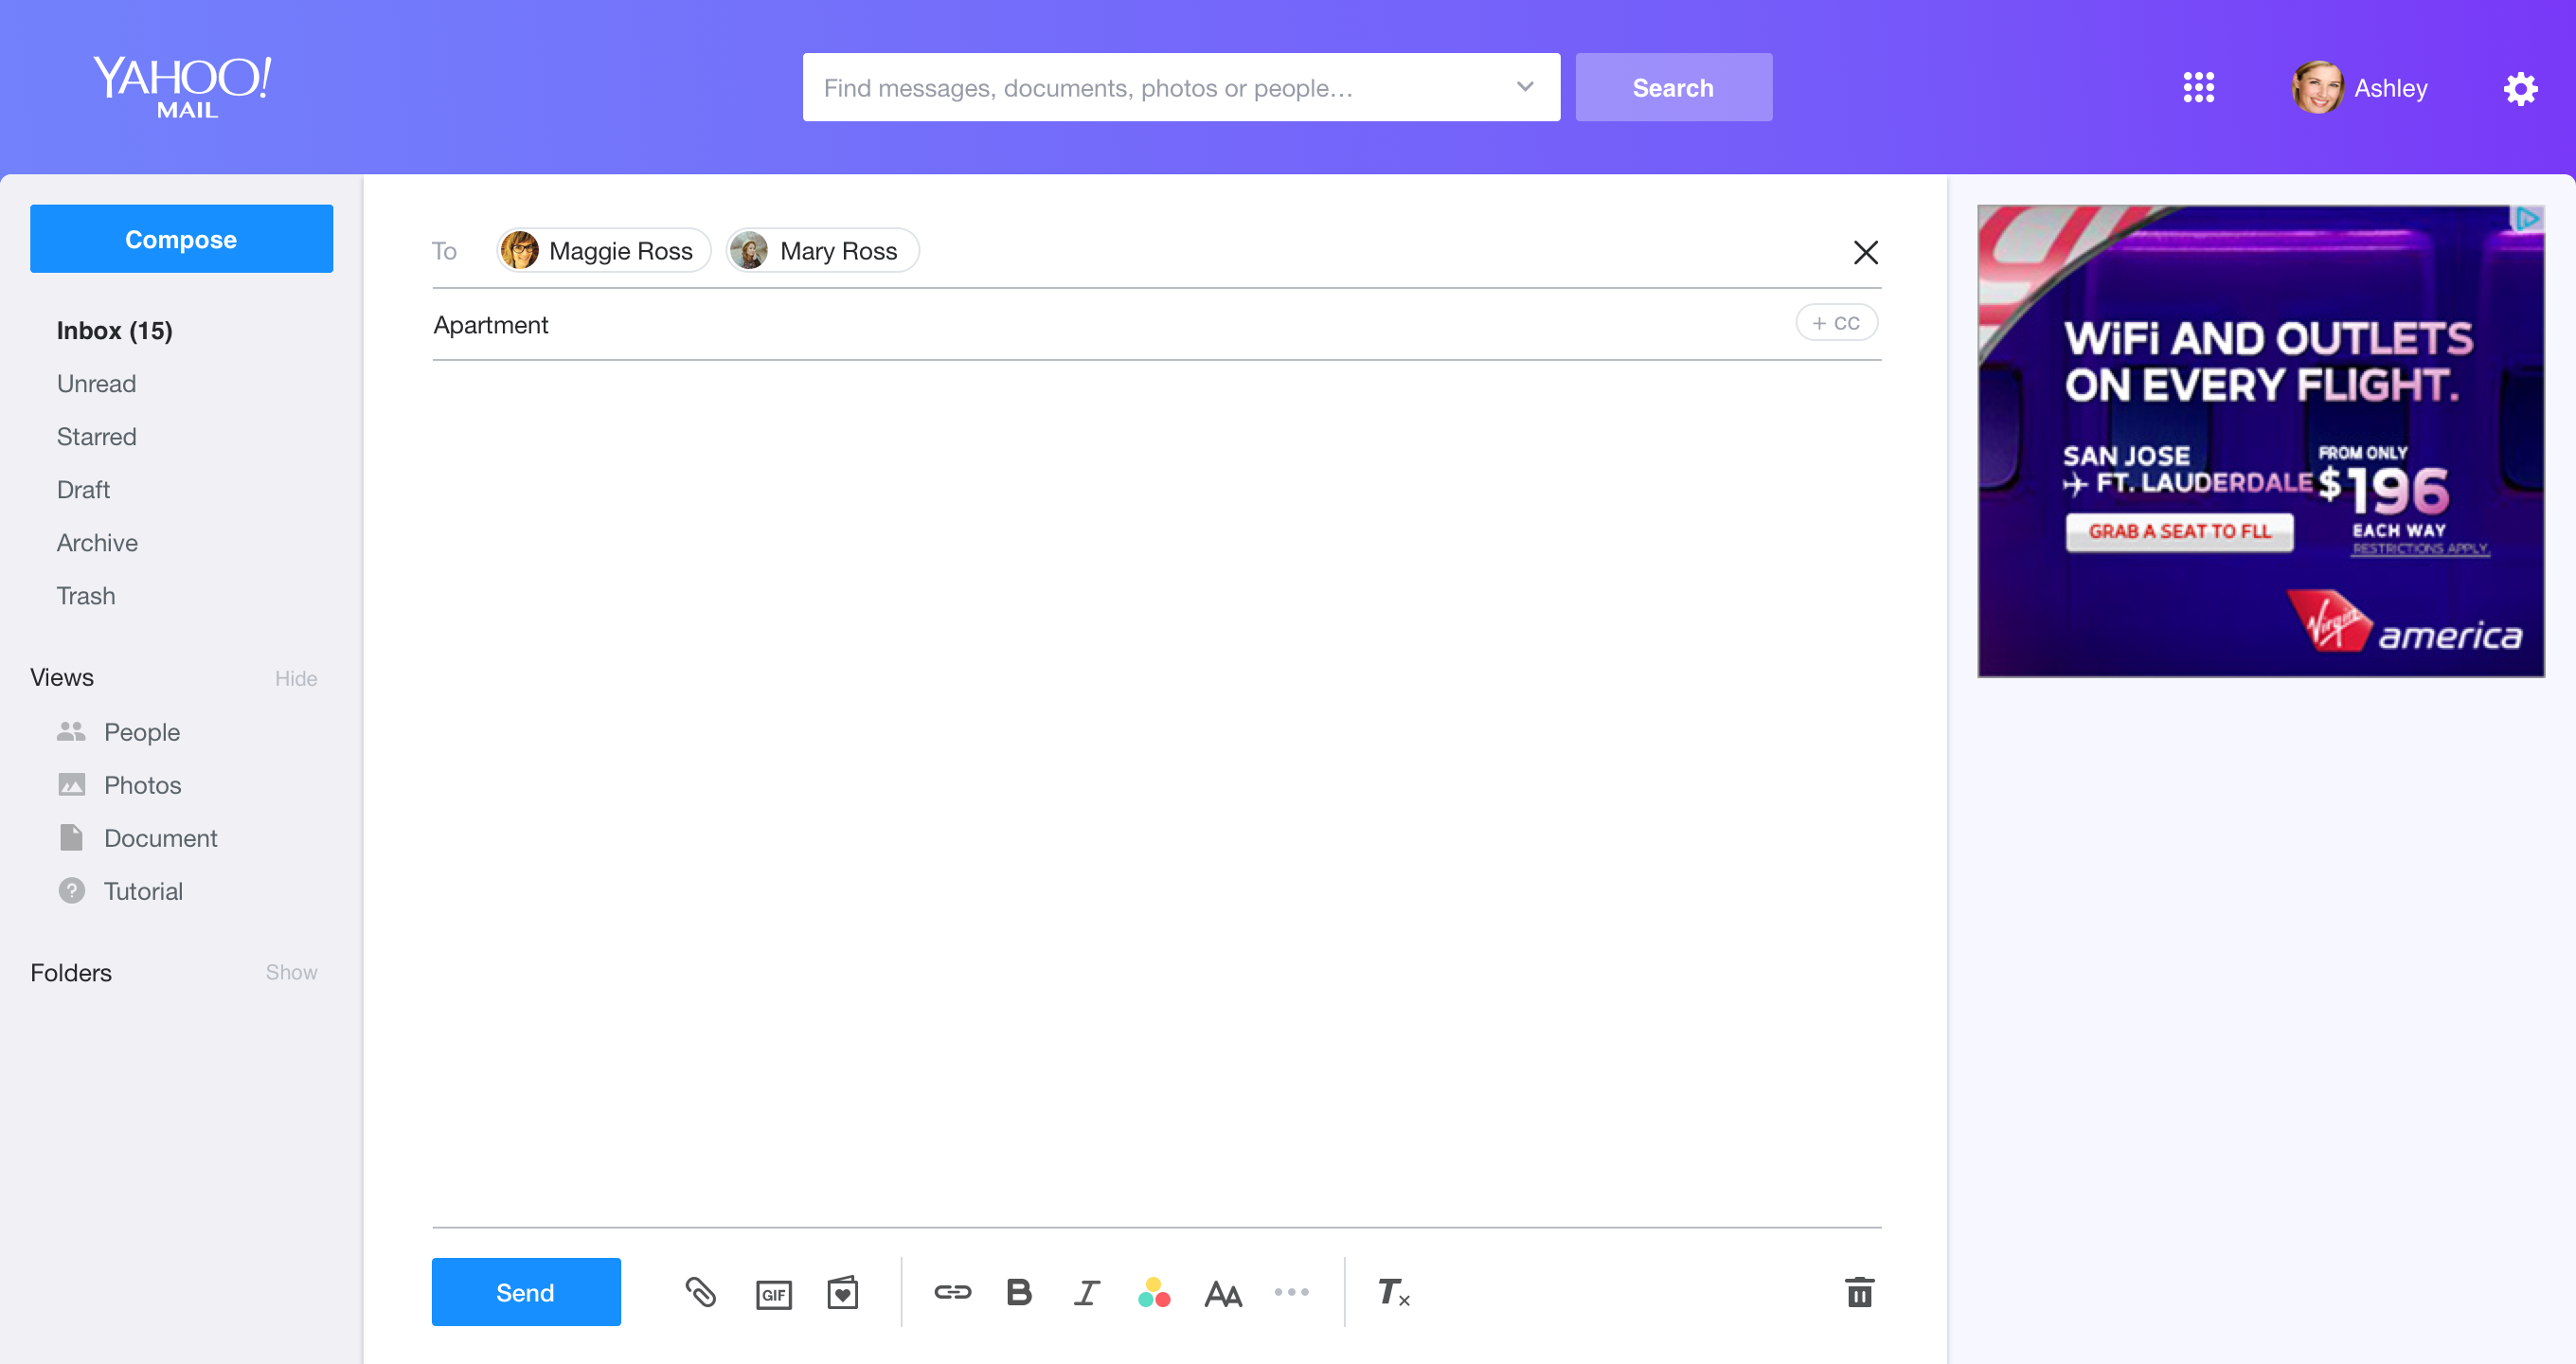 YAHOO!
MAIL
Find messages, documents, photos or people...
Search
Ashley
Compose
Inbox (15)
Unread
Starred
Draft
Archive
Trash
Views Hide
People
Photos
Document
Tutorial
Folders Show
To Maggie Ross Mary Ross
Apartment + CC
Send
GIF
B I AA
Tx
WiFi AND OUTLETS
ON EVERY FLIGHT.
SAN JOSE
FT. LAUDERDALE
FROM ONLY
$196
EACH WAY
RESTRICTIONS APPLY.
GRAB A SEAT TO FLL
Virgin america